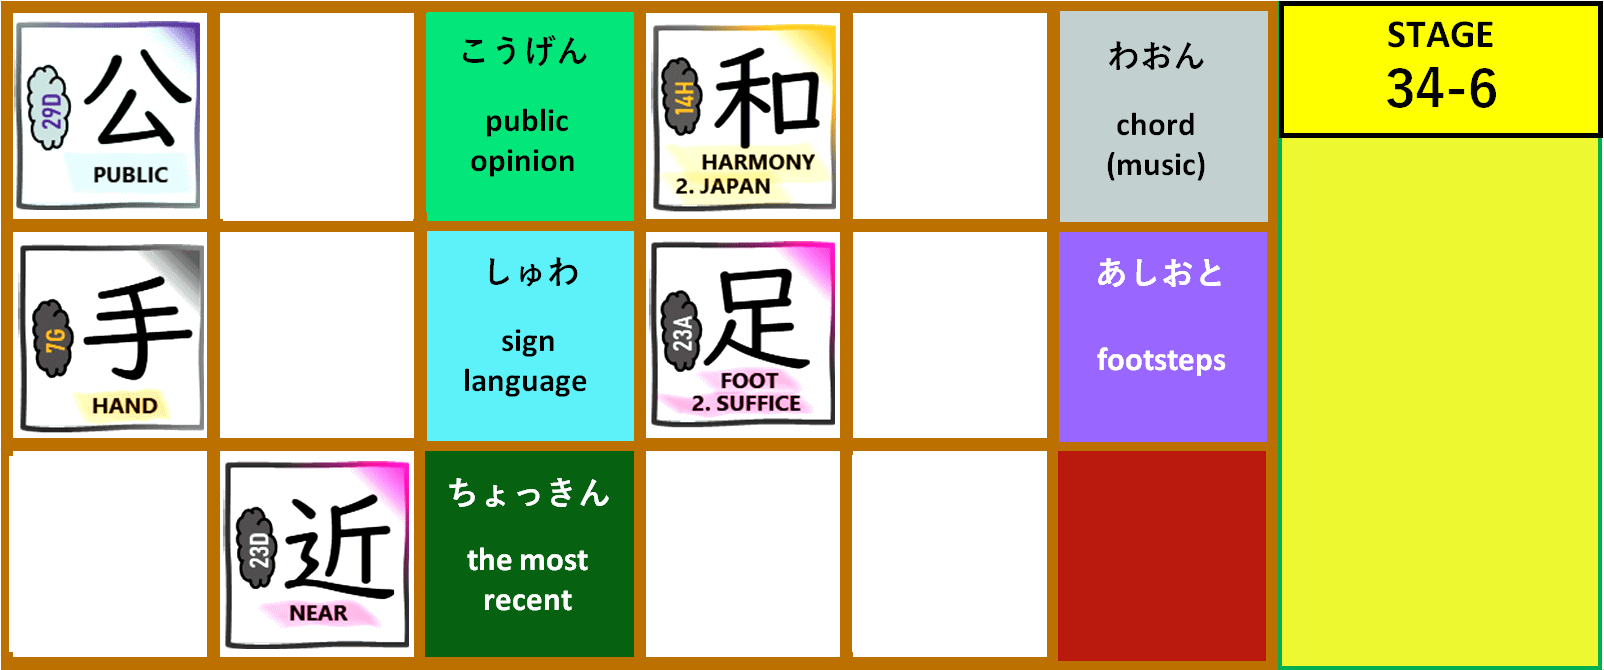 29D
公
PUBLIC
こうげん
public
opinion
14H
和
HARMONY
2. JAPAN
わおん
chord
(music)
STAGE
34-6
7G
手
HAND
しゅわ
sign
language
23A
足
FOOT
2. SUFFICE
あしおと
footsteps
23D
近
NEAR
ちょっきん
the most
recent